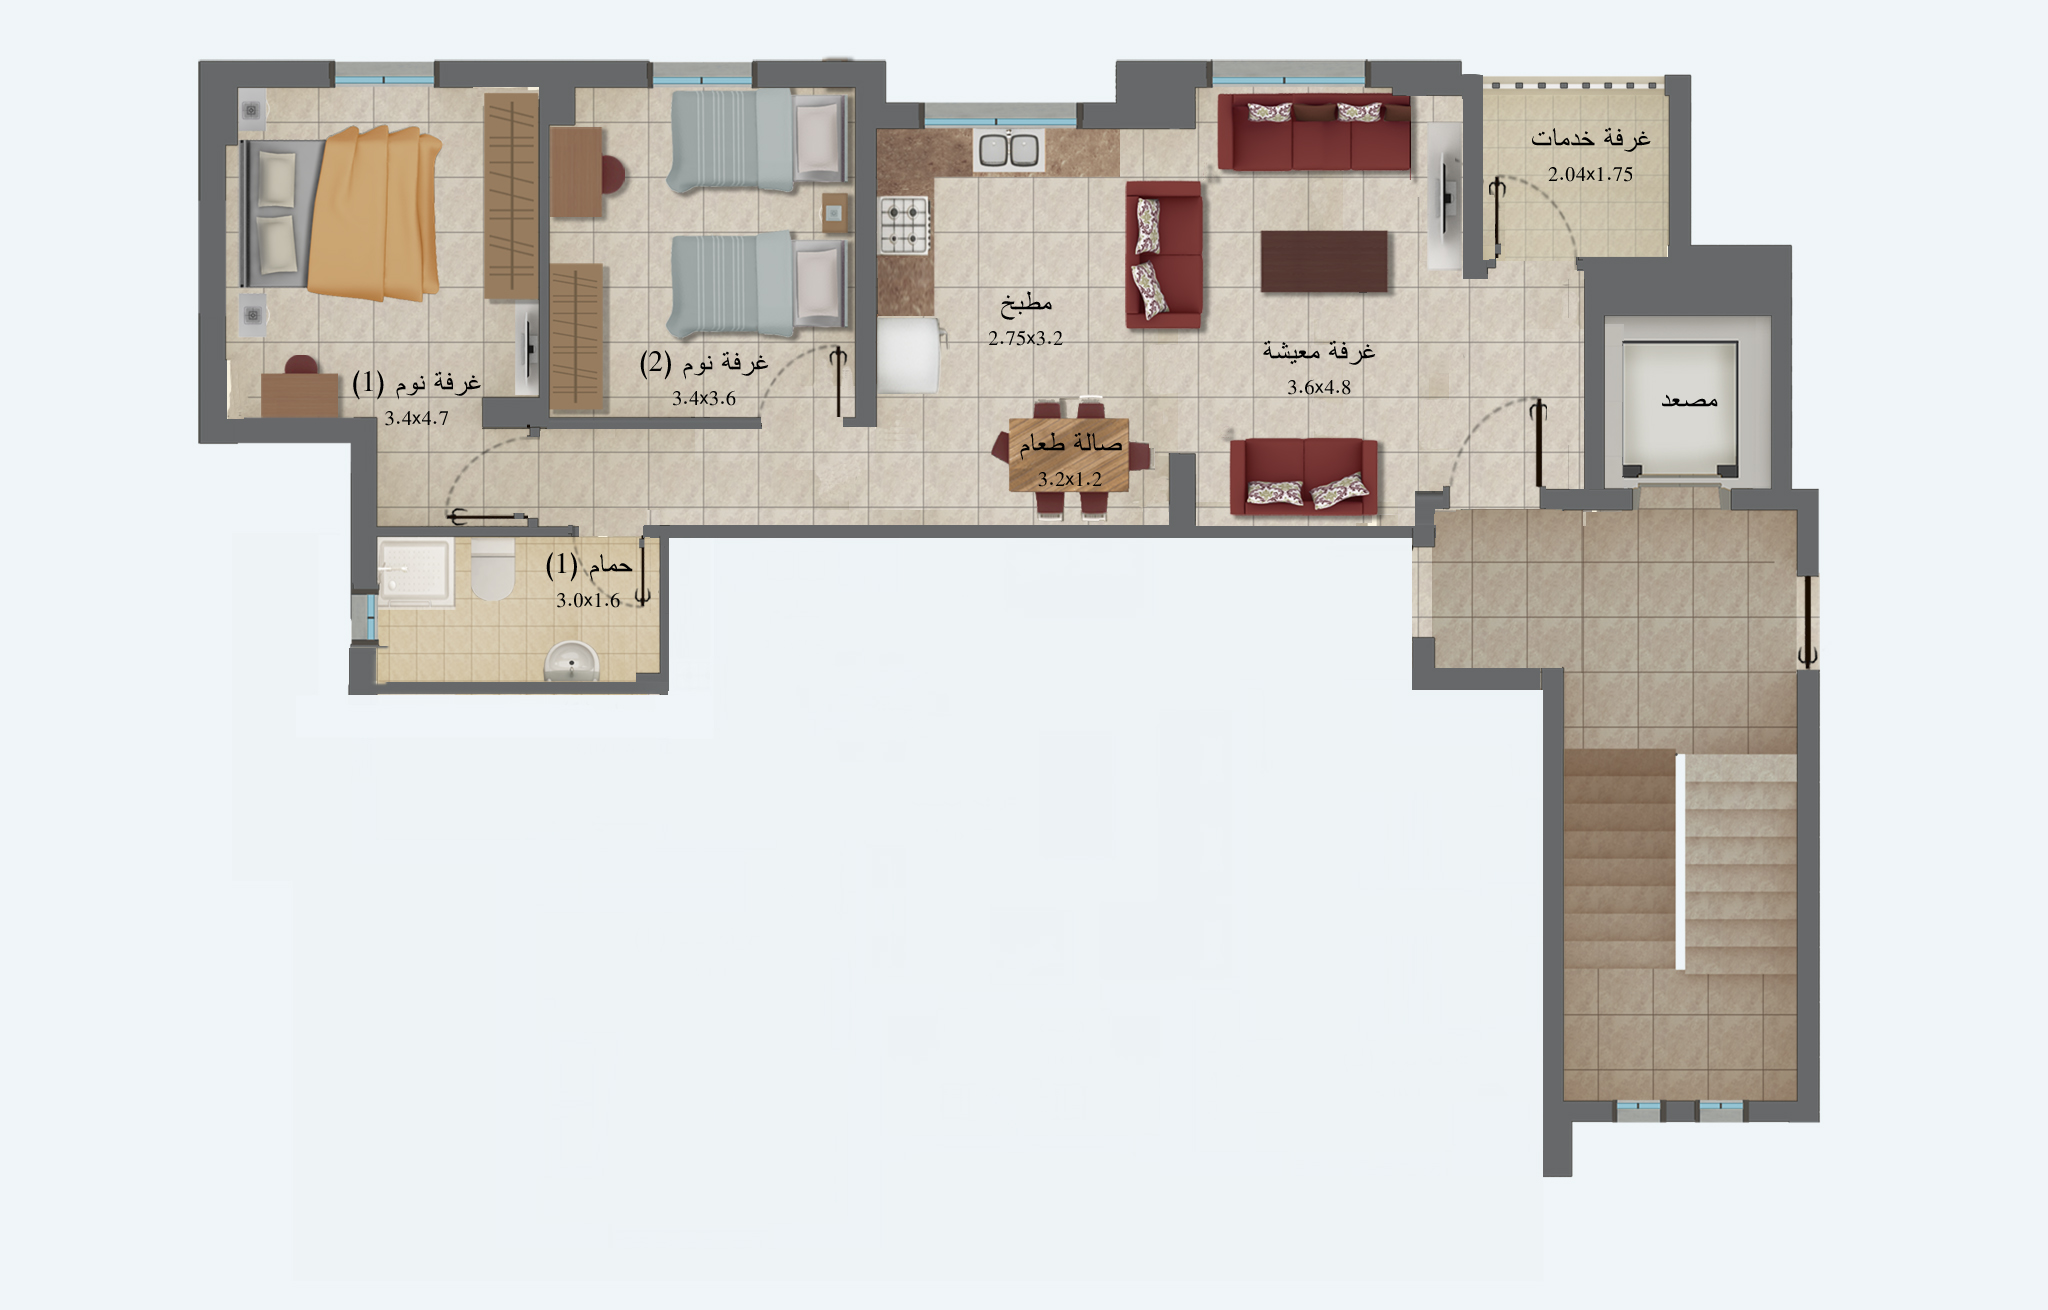 غرفة خدمات
2.04x1.75
غرفة معيشة
3.6x4.8
مصعد
مطبخ
2.75x3.2
صالة طعام
3.2x1.2
غرفة نوم (2)
3.4x3.6
غرفة نوم (1)
3.4x4.7
حمام (1)
3.0x1.6